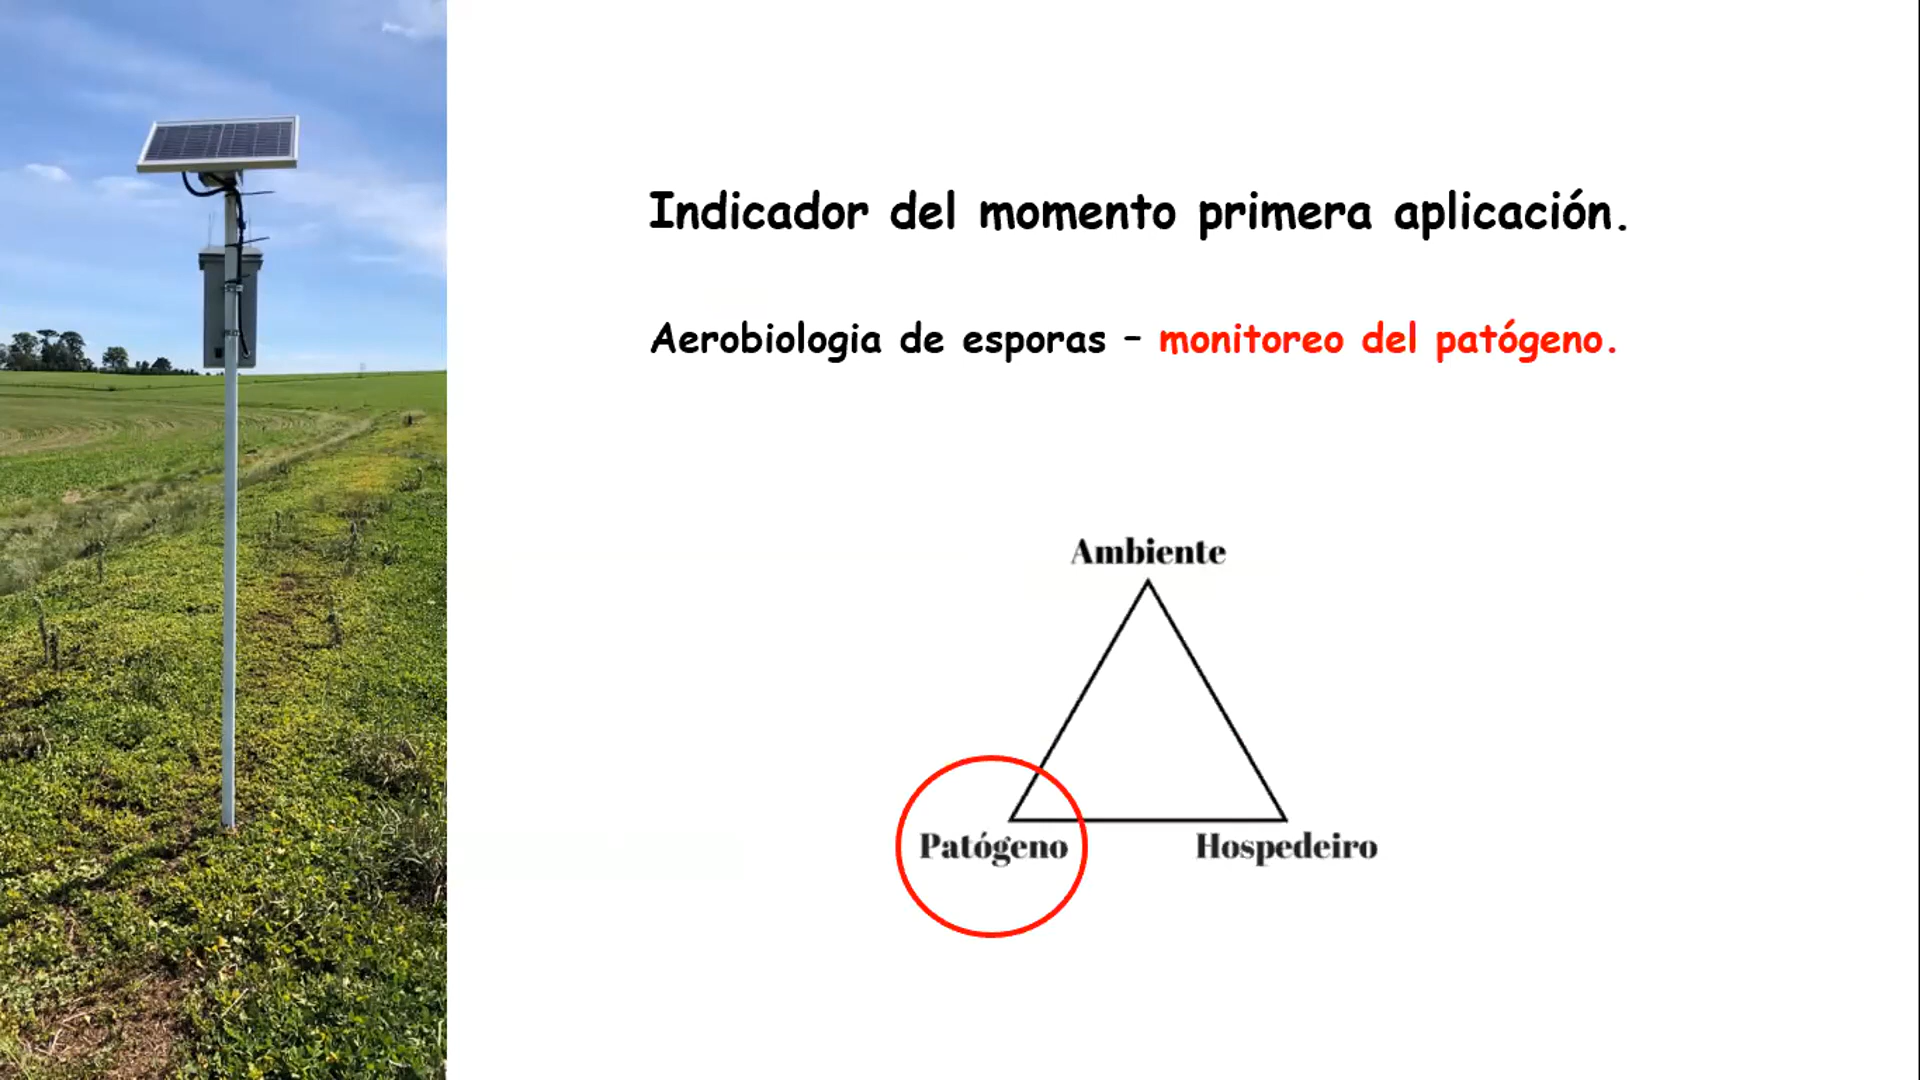 Indicador del momento primera aplicación.
Aerobiologia de esporas – monitoreo del patógeno.
Ambiente
Patógeno
Hospedeiro